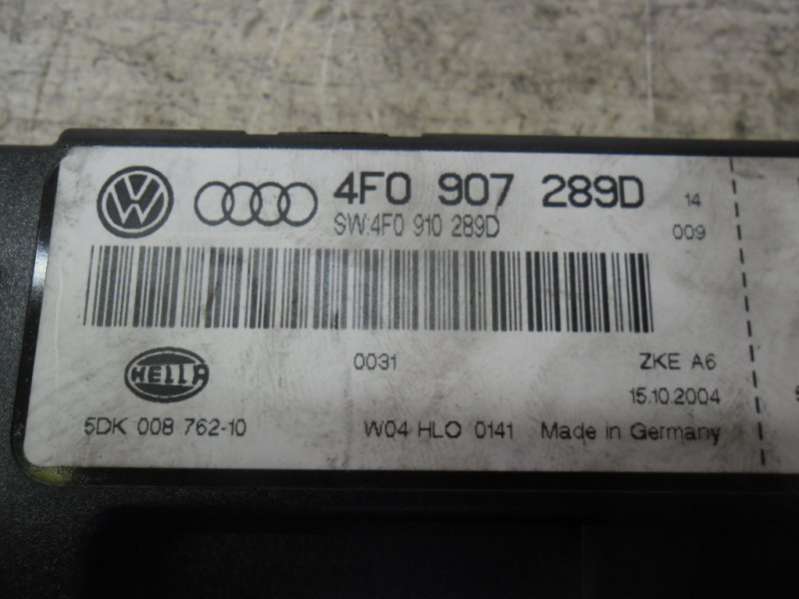 4F0 907 289D 14
SW:4F0 910 289D 009
HELLA 0031 ZKE A6
15.10.2004
5DK 008 762-10 W04 HLO 0141 Made in Germany